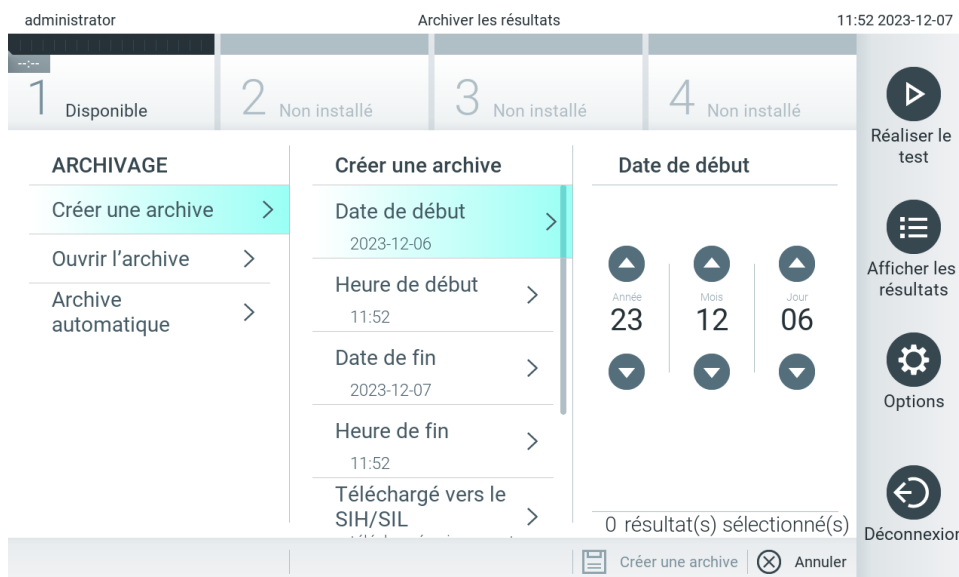 administrator
Archiver les résultats
11:52 2023-12-07
--:--
1 Disponible
2 Non installé
3 Non installé
4 Non installé
ARCHIVAGE
Créer une archive
Ouvrir l'archive
Archive
automatique
Créer une archive
Date de début
2023-12-06
Heure de début
11:52
Date de fin
2023-12-07
Heure de fin
11:52
Téléchargé vers le
SIH/SIL
Date de début
Année
23
Mois
12
Jour
06
0 résultat(s) sélectionné(s)
Créer une archive
Annuler
Réaliser le
test
Afficher les
résultats
Options
Déconnexion